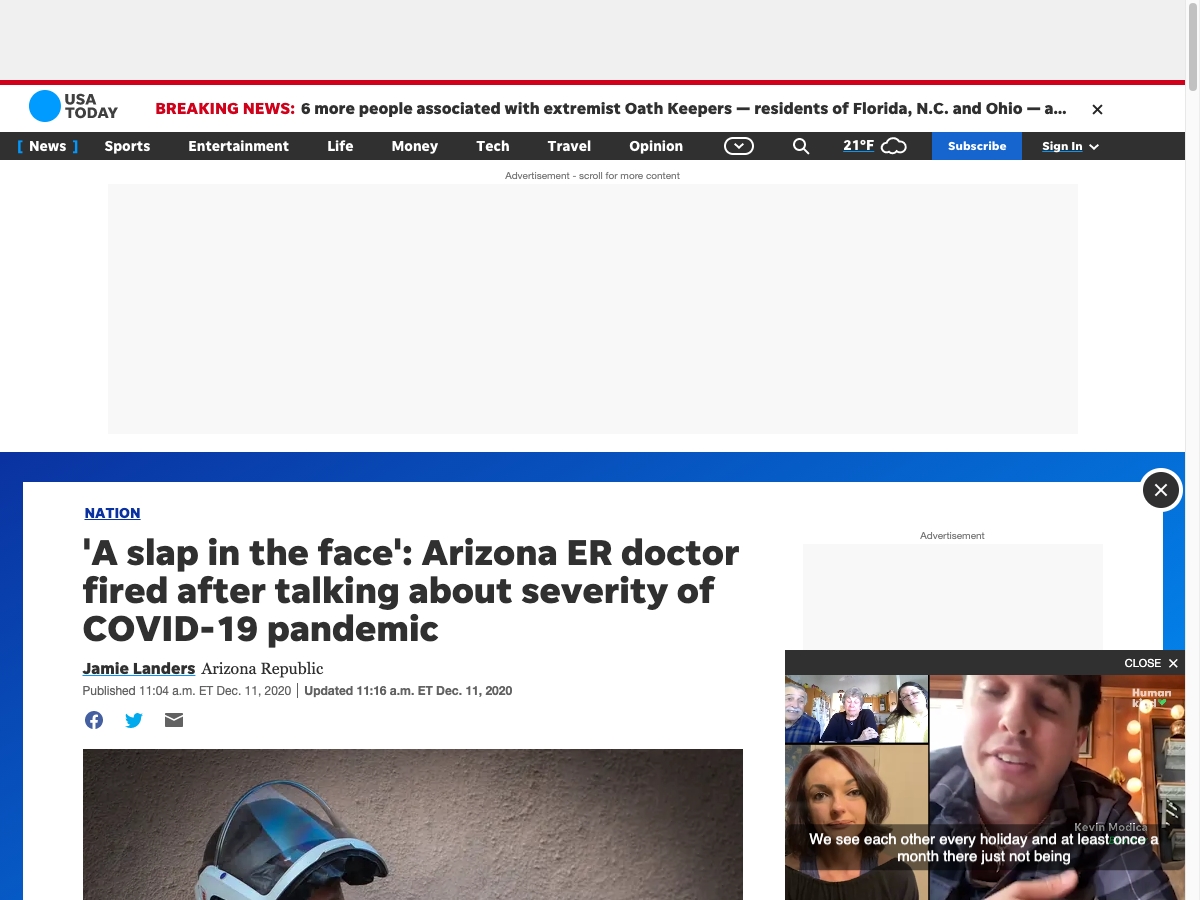 USA
TODAY
BREAKING NEWS: 6 more people associated with extremist Oath Keepers — residents of Florida, N.C. and Ohio — a...
News Sports Entertainment Life Money Tech Travel Opinion 21°F Subscribe Sign In
Advertisement - scroll for more content
NATION
'A slap in the face': Arizona ER doctor
fired after talking about severity of
COVID-19 pandemic
Jamie Landers Arizona Republic
Published 11:04 a.m. ET Dec. 11, 2020 | Updated 11:16 a.m. ET Dec. 11, 2020
Advertisement
CLOSE
Human
kind
Kevin Modica
We see each other every holiday and at least once a
month there just not being